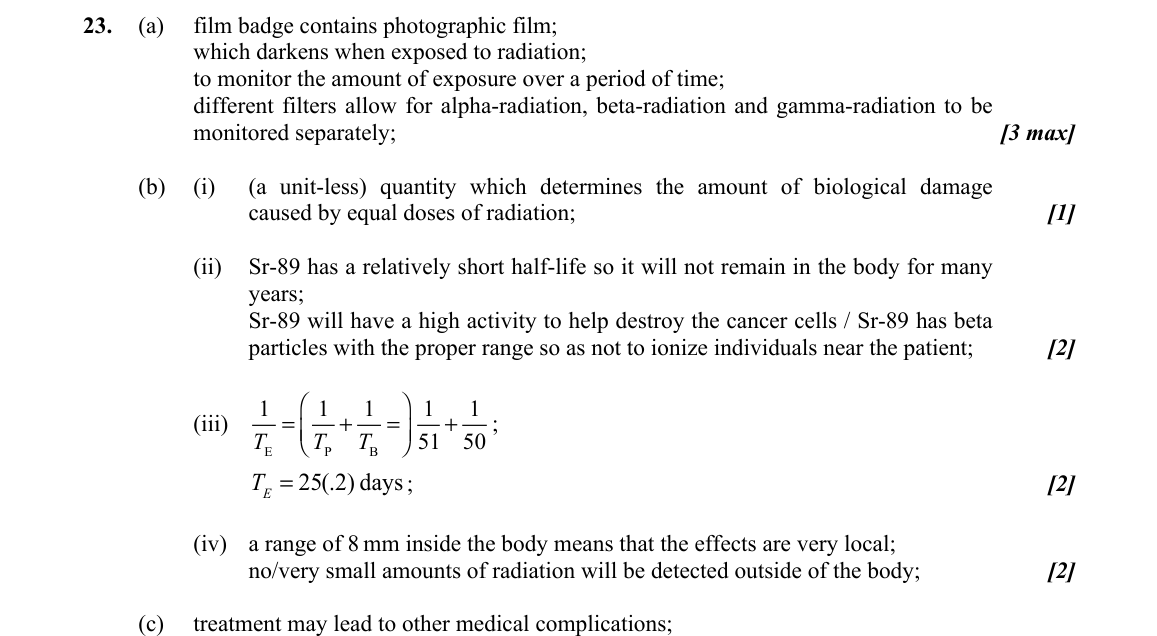 23. (a) film badge contains photographic film;
which darkens when exposed to radiation;
to monitor the amount of exposure over a period of time;
different filters allow for alpha-radiation, beta-radiation and gamma-radiation to be
monitored separately; [3 max]
(b) (i) (a unit-less) quantity which determines the amount of biological damage
caused by equal doses of radiation; [1]
(ii) Sr-89 has a relatively short half-life so it will not remain in the body for many
years;
Sr-89 will have a high activity to help destroy the cancer cells / Sr-89 has beta
particles with the proper range so as not to ionize individuals near the patient; [2]
(iii) 1/T_E = (1/T_P + 1/T_B =) 1/51 + 1/50 ;
T_E = 25(.2) days ; [2]
(iv) a range of 8 mm inside the body means that the effects are very local;
no/very small amounts of radiation will be detected outside of the body; [2]
(c) treatment may lead to other medical complications;